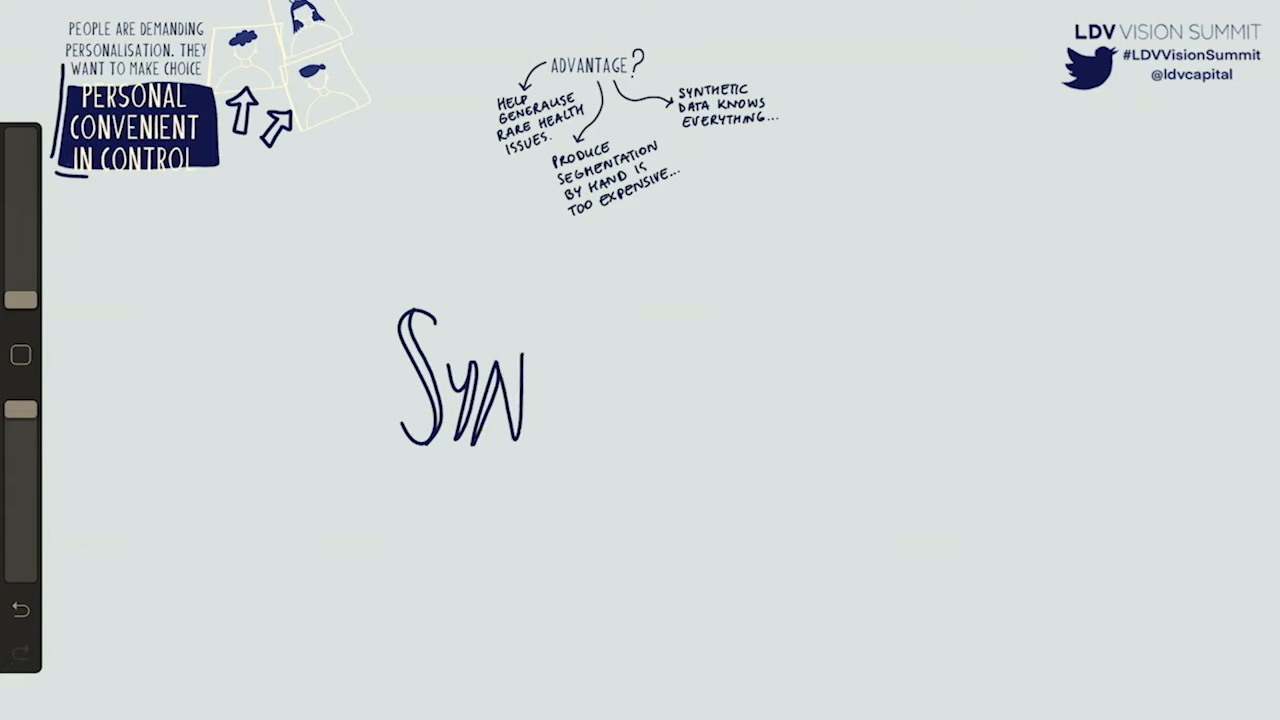 PEOPLE ARE DEMANDING
PERSONALISATION. THEY
WANT TO MAKE CHOICE
PERSONAL
CONVENIENT
IN CONTROL
ADVANTAGE?
HELP
GENERAUSE
RARE HEALTH
ISSUES.
PRODUCE
SEGMENTATION
BY HAND IS
TOO EXPENSIVE...
SYNTHETIC
DATA KNOWS
EVERYTHING...
SYN
LDV VISION SUMMIT
#LDVVisionSummit
@ldvcapital